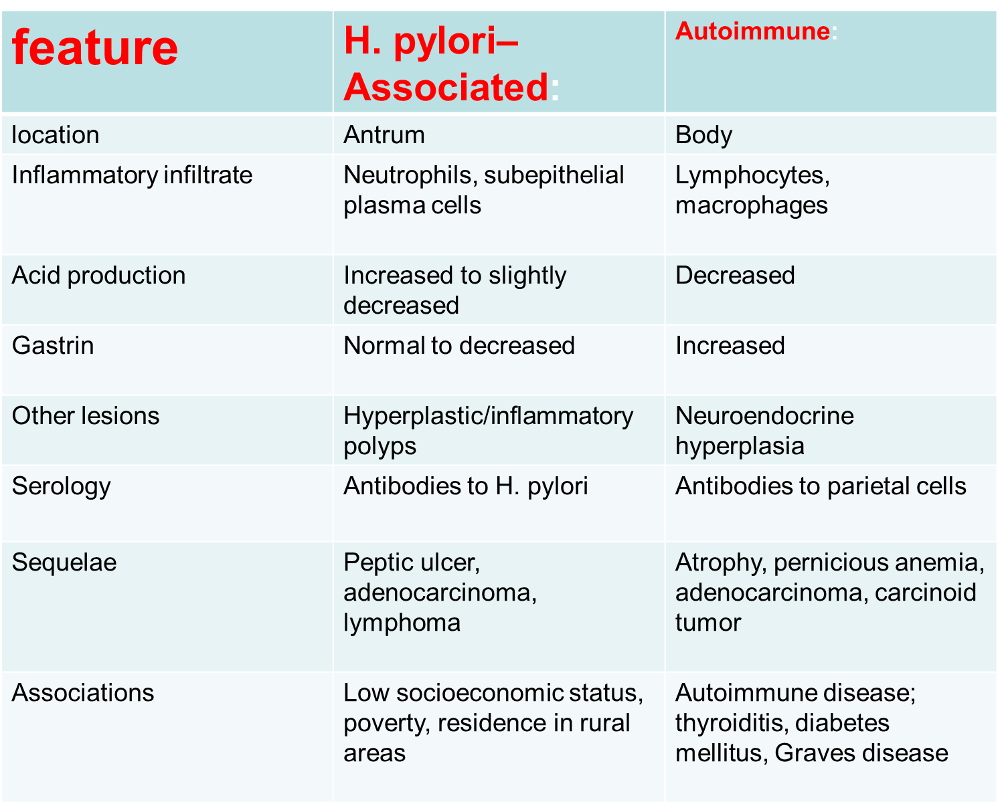 feature
H. pylori–
Associated:
Autoimmune:
location
Antrum
Body
Inflammatory infiltrate
Neutrophils, subepithelial
plasma cells
Lymphocytes,
macrophages
Acid production
Increased to slightly
decreased
Decreased
Gastrin
Normal to decreased
Increased
Other lesions
Hyperplastic/inflammatory
polyps
Neuroendocrine
hyperplasia
Serology
Antibodies to H. pylori
Antibodies to parietal cells
Sequelae
Peptic ulcer,
adenocarcinoma,
lymphoma
Atrophy, pernicious anemia,
adenocarcinoma, carcinoid
tumor
Associations
Low socioeconomic status,
poverty, residence in rural
areas
Autoimmune disease;
thyroiditis, diabetes
mellitus, Graves disease